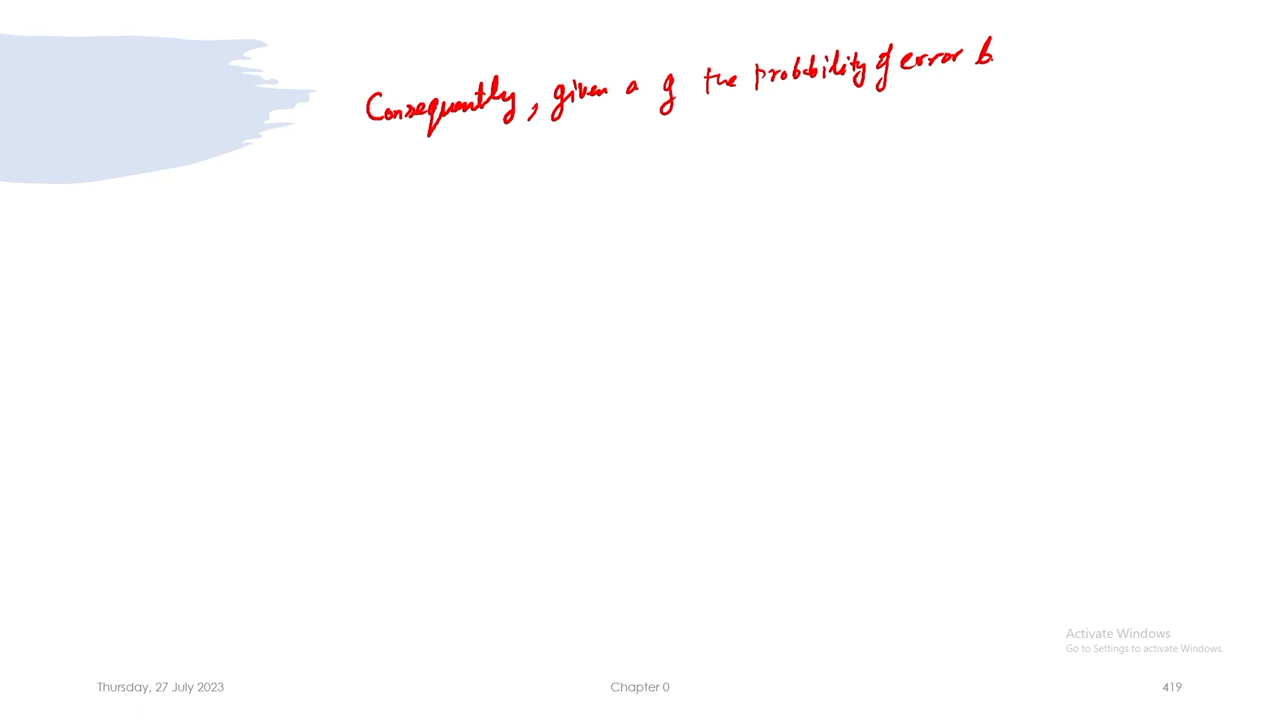 Consequently, given a g the probability of error b
Activate Windows
Go to Settings to activate Windows.
Thursday, 27 July 2023
Chapter 0
419